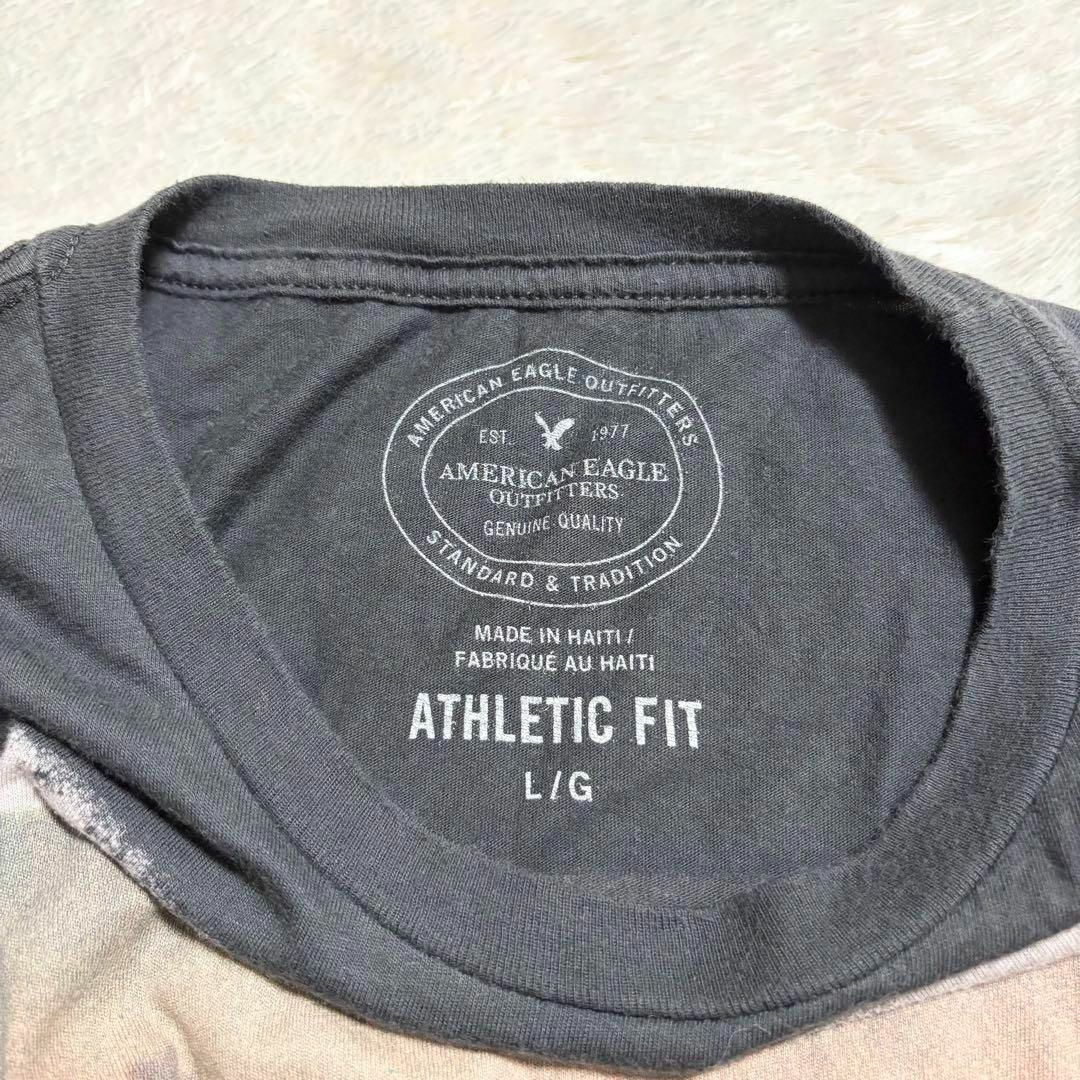 AMERICAN EAGLE OUTFITTERS
EST. 1977
AMERICAN EAGLE
OUTFITTERS
GENUINE QUALITY
STANDARD & TRADITION
MADE IN HAITI /
FABRIQUÉ AU HAITI
ATHLETIC FIT
L / G